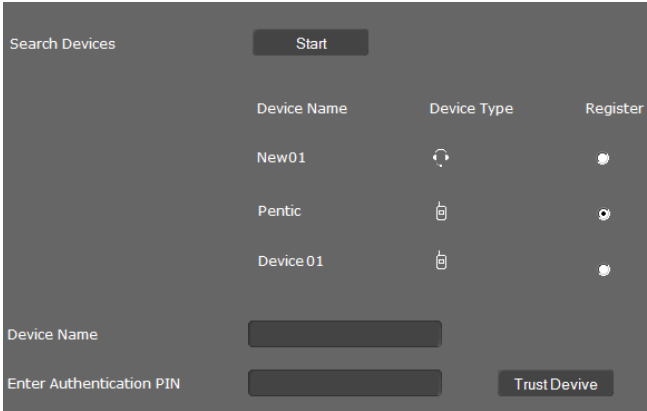 Search Devices Start
Device Name Device Type Register
New01
Pentic
Device 01
Device Name
Enter Authentication PIN Trust Devive